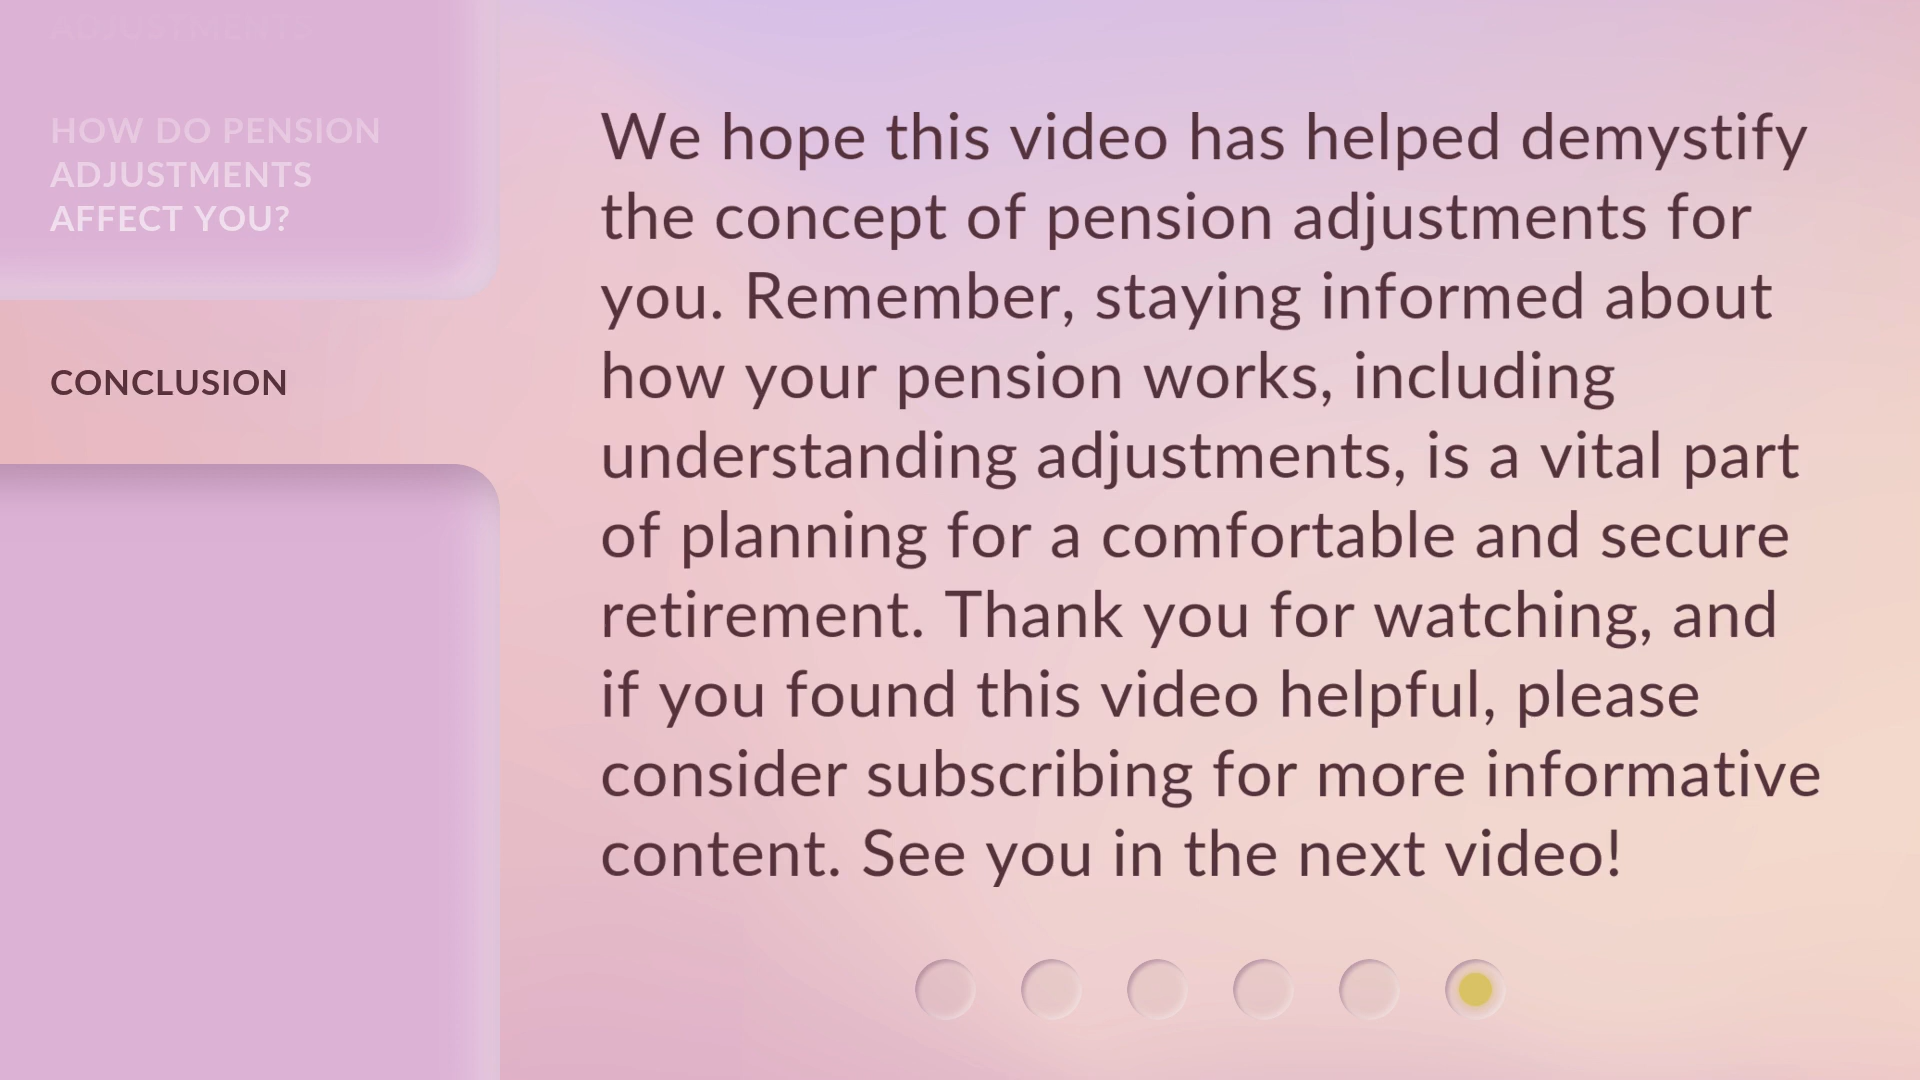 ADJUSTMENTS
HOW DO PENSION
ADJUSTMENTS
AFFECT YOU?
CONCLUSION
We hope this video has helped demystify
the concept of pension adjustments for
you. Remember, staying informed about
how your pension works, including
understanding adjustments, is a vital part
of planning for a comfortable and secure
retirement. Thank you for watching, and
if you found this video helpful, please
consider subscribing for more informative
content. See you in the next video!